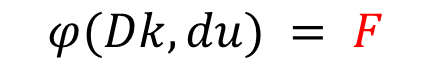 φ(Dk, du) = F